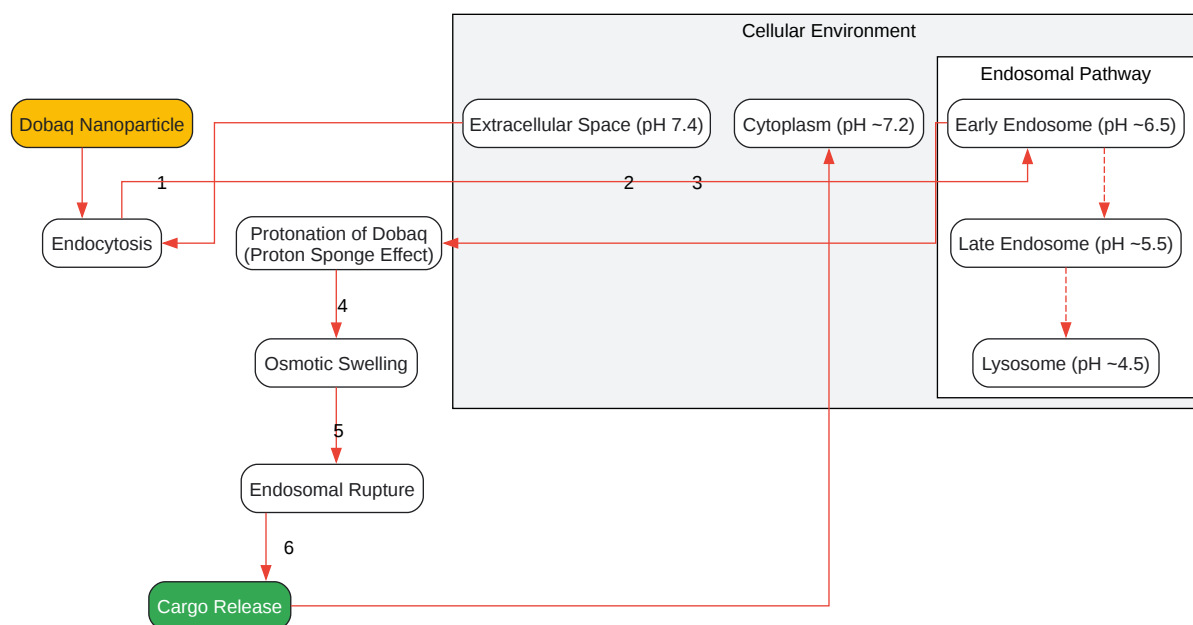 Cellular Environment
Endosomal Pathway
Dobaq Nanoparticle
Extracellular Space (pH 7.4)
Cytoplasm (pH ~7.2)
Early Endosome (pH ~6.5)
1
2
3
Endocytosis
Protonation of Dobaq
(Proton Sponge Effect)
Late Endosome (pH ~5.5)
4
Osmotic Swelling
Lysosome (pH ~4.5)
5
Endosomal Rupture
6
Cargo Release